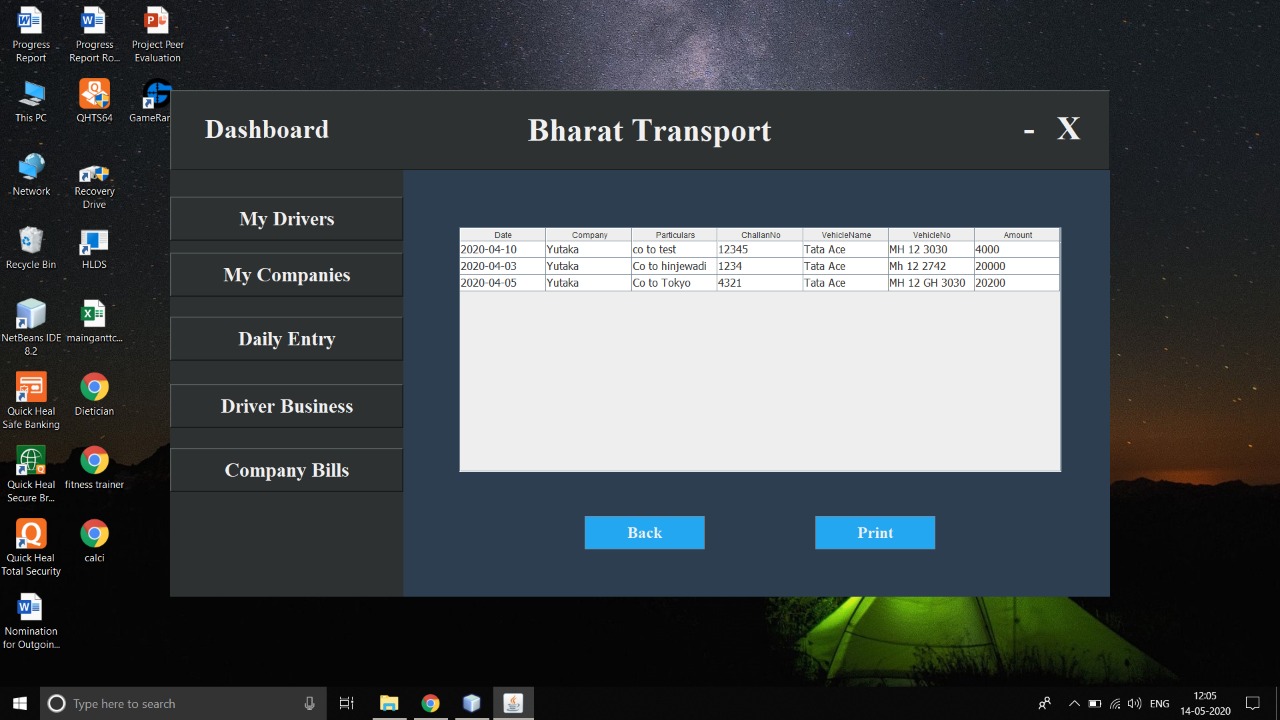 Progress
Report
Progress
Report Ro...
Project Peer
Evaluation
This PC
QHTS64
GameRan
Network
Recovery
Drive
Recycle Bin
HLDS
NetBeans IDE
8.2
mainganttc...
Quick Heal
Safe Banking
Dietician
Quick Heal
Secure Br...
fitness trainer
Quick Heal
Total Security
calci
Nomination
for Outgoin...
Dashboard
Bharat Transport
- X
My Drivers
My Companies
Daily Entry
Driver Business
Company Bills
Date Company Particulars ChallanNo VehicleName VehicleNo Amount
2020-04-10 Yutaka co to test 12345 Tata Ace MH 12 3030 4000
2020-04-03 Yutaka Co to hinjewadi 1234 Tata Ace Mh 12 2742 20000
2020-04-05 Yutaka Co to Tokyo 4321 Tata Ace MH 12 GH 3030 20200
Back
Print
Type here to search
ENG
12:05
14-05-2020